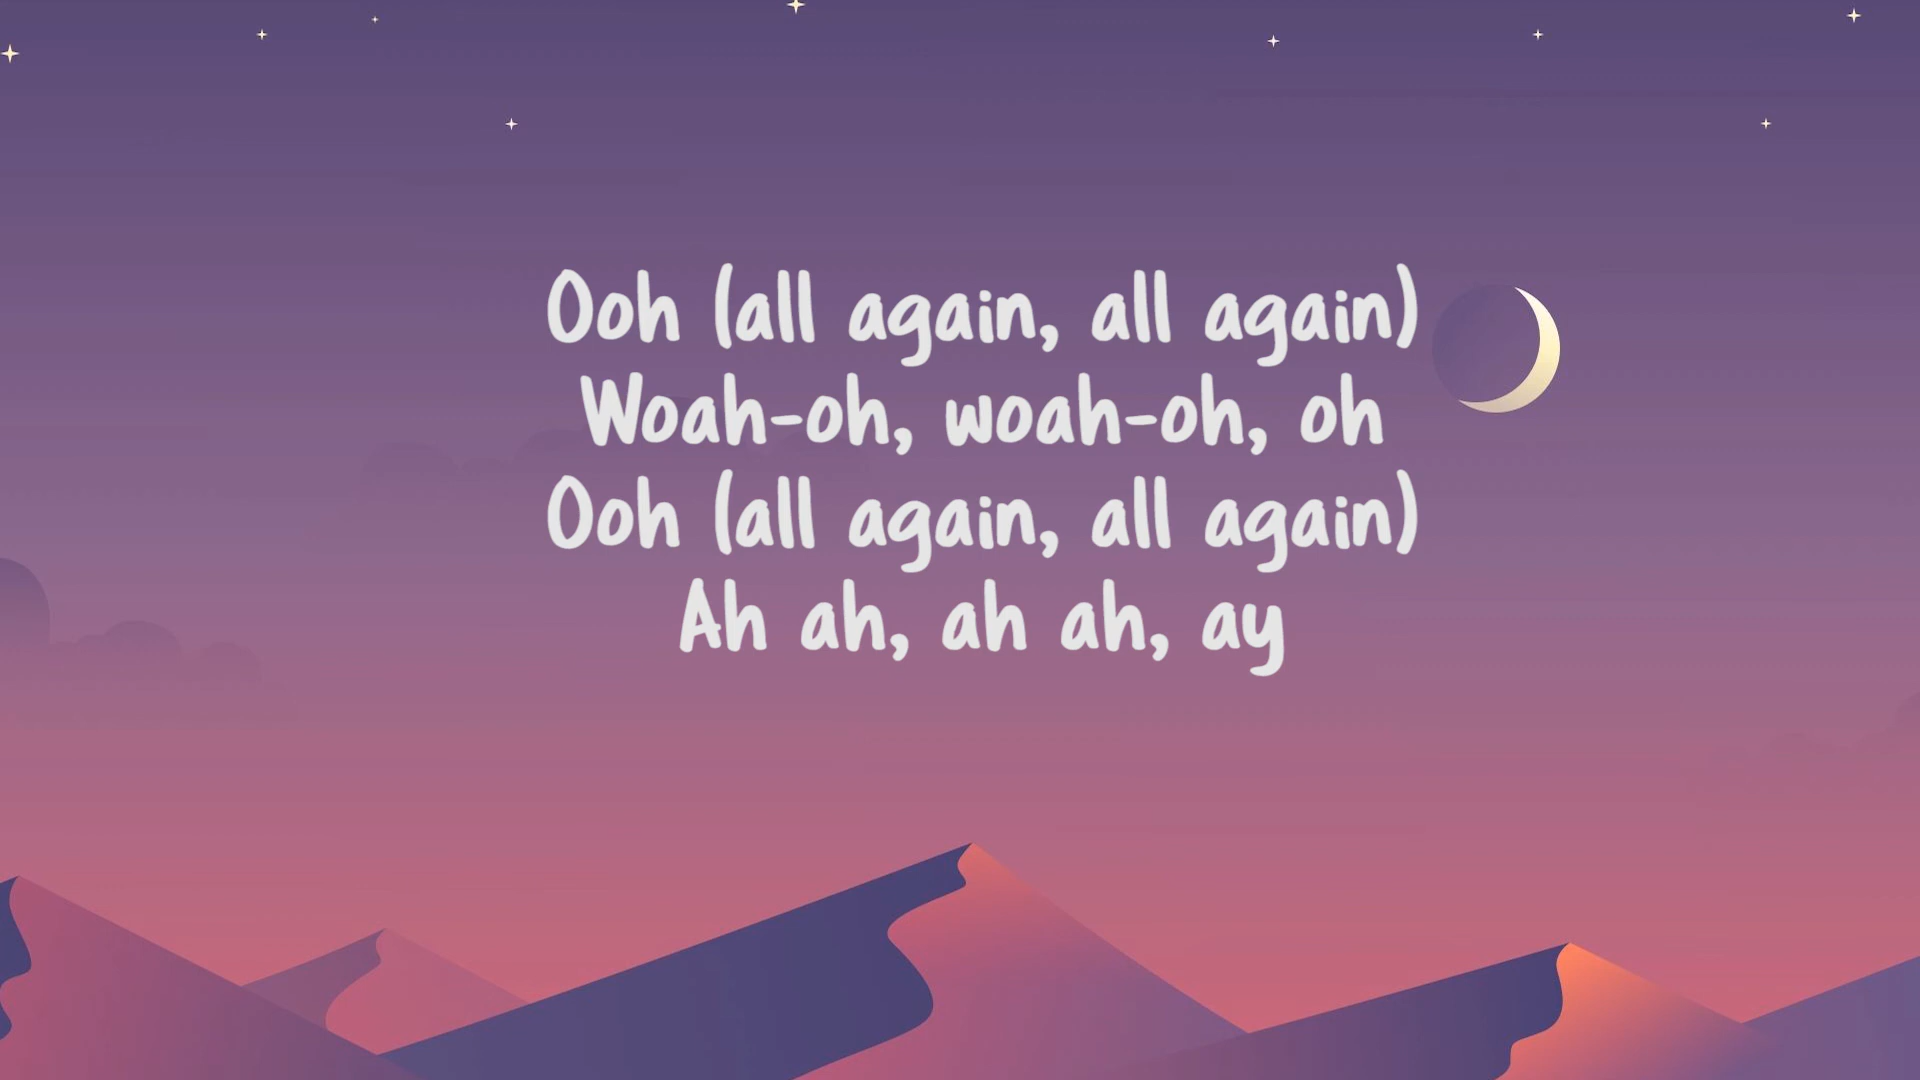 Ooh (all again, all again)
Woah-oh, woah-oh, oh
Ooh (all again, all again)
Ah ah, ah ah, ay